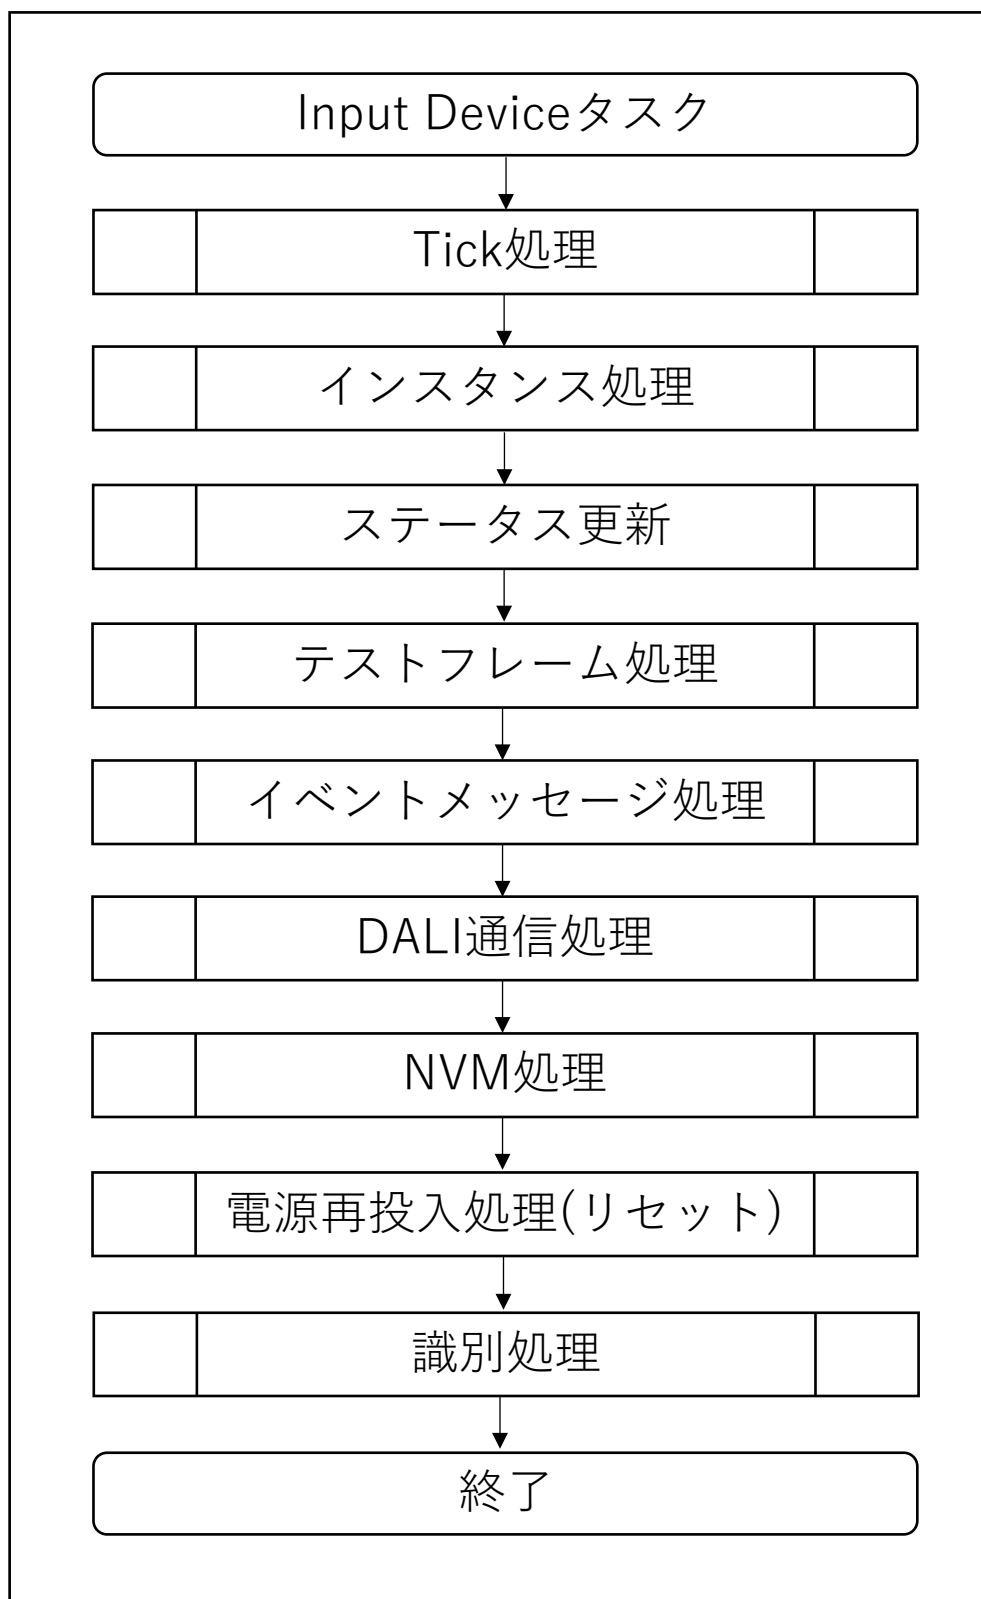 Input Deviceタスク
Tick処理
インスタンス処理
ステータス更新
テストフレーム処理
イベントメッセージ処理
DALI通信処理
NVM処理
電源再投入処理(リセット)
識別処理
終了